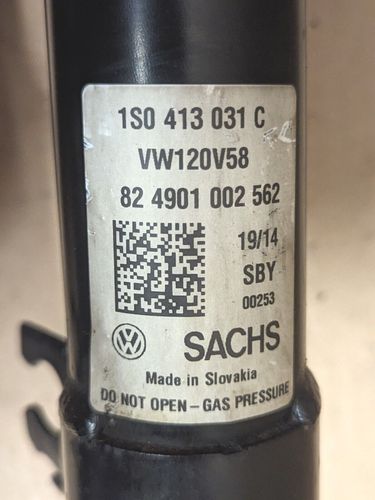 1S0 413 031 C
VW120V58
82 4901 002 562
19/14
SBY
00253
VW
SACHS
Made in Slovakia
DO NOT OPEN - GAS PRESSURE